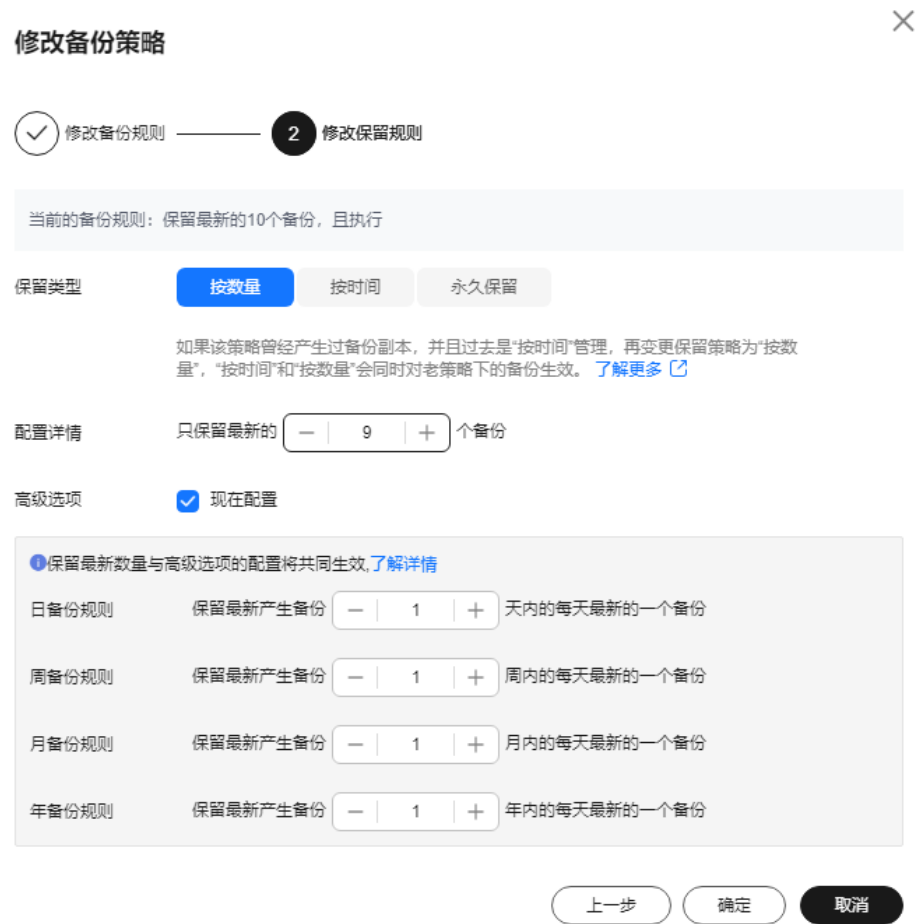 修改备份策略
修改备份规则 2 修改保留规则
当前的备份规则：保留最新的10个备份，且执行
保留类型 按数量 按时间 永久保留
如果该策略曾经产生过备份副本，并且过去是“按时间”管理，再变更保留策略为“按数
量”，“按时间”和“按数量”会同时对老策略下的备份生效。 了解更多
配置详情 只保留最新的 — 9 + 个备份
高级选项 现在配置
保留最新数量与高级选项的配置将共同生效,了解详情
日备份规则 保留最新产生备份 — 1 + 天内的每天最新的一个备份
周备份规则 保留最新产生备份 — 1 + 周内的每天最新的一个备份
月备份规则 保留最新产生备份 — 1 + 月内的每天最新的一个备份
年备份规则 保留最新产生备份 — 1 + 年内的每天最新的一个备份
上一步 确定 取消